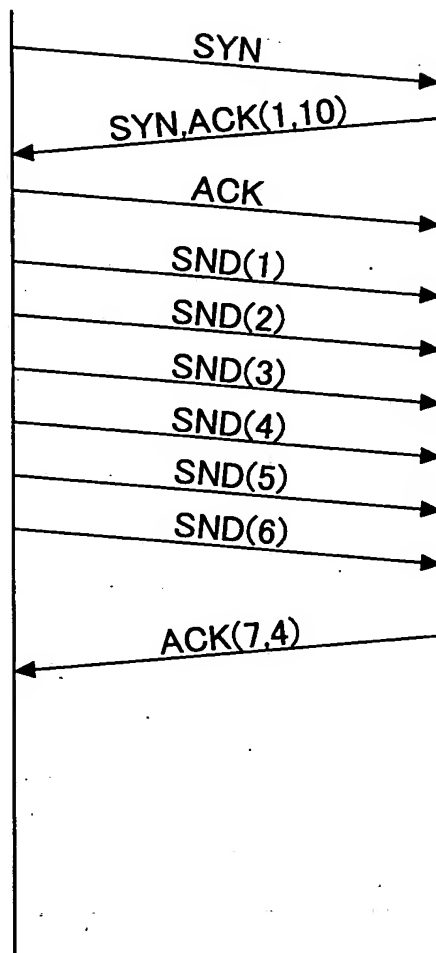 SYN
SYN,ACK(1,10)
ACK
SND(1)
SND(2)
SND(3)
SND(4)
SND(5)
SND(6)
ACK(7,4)